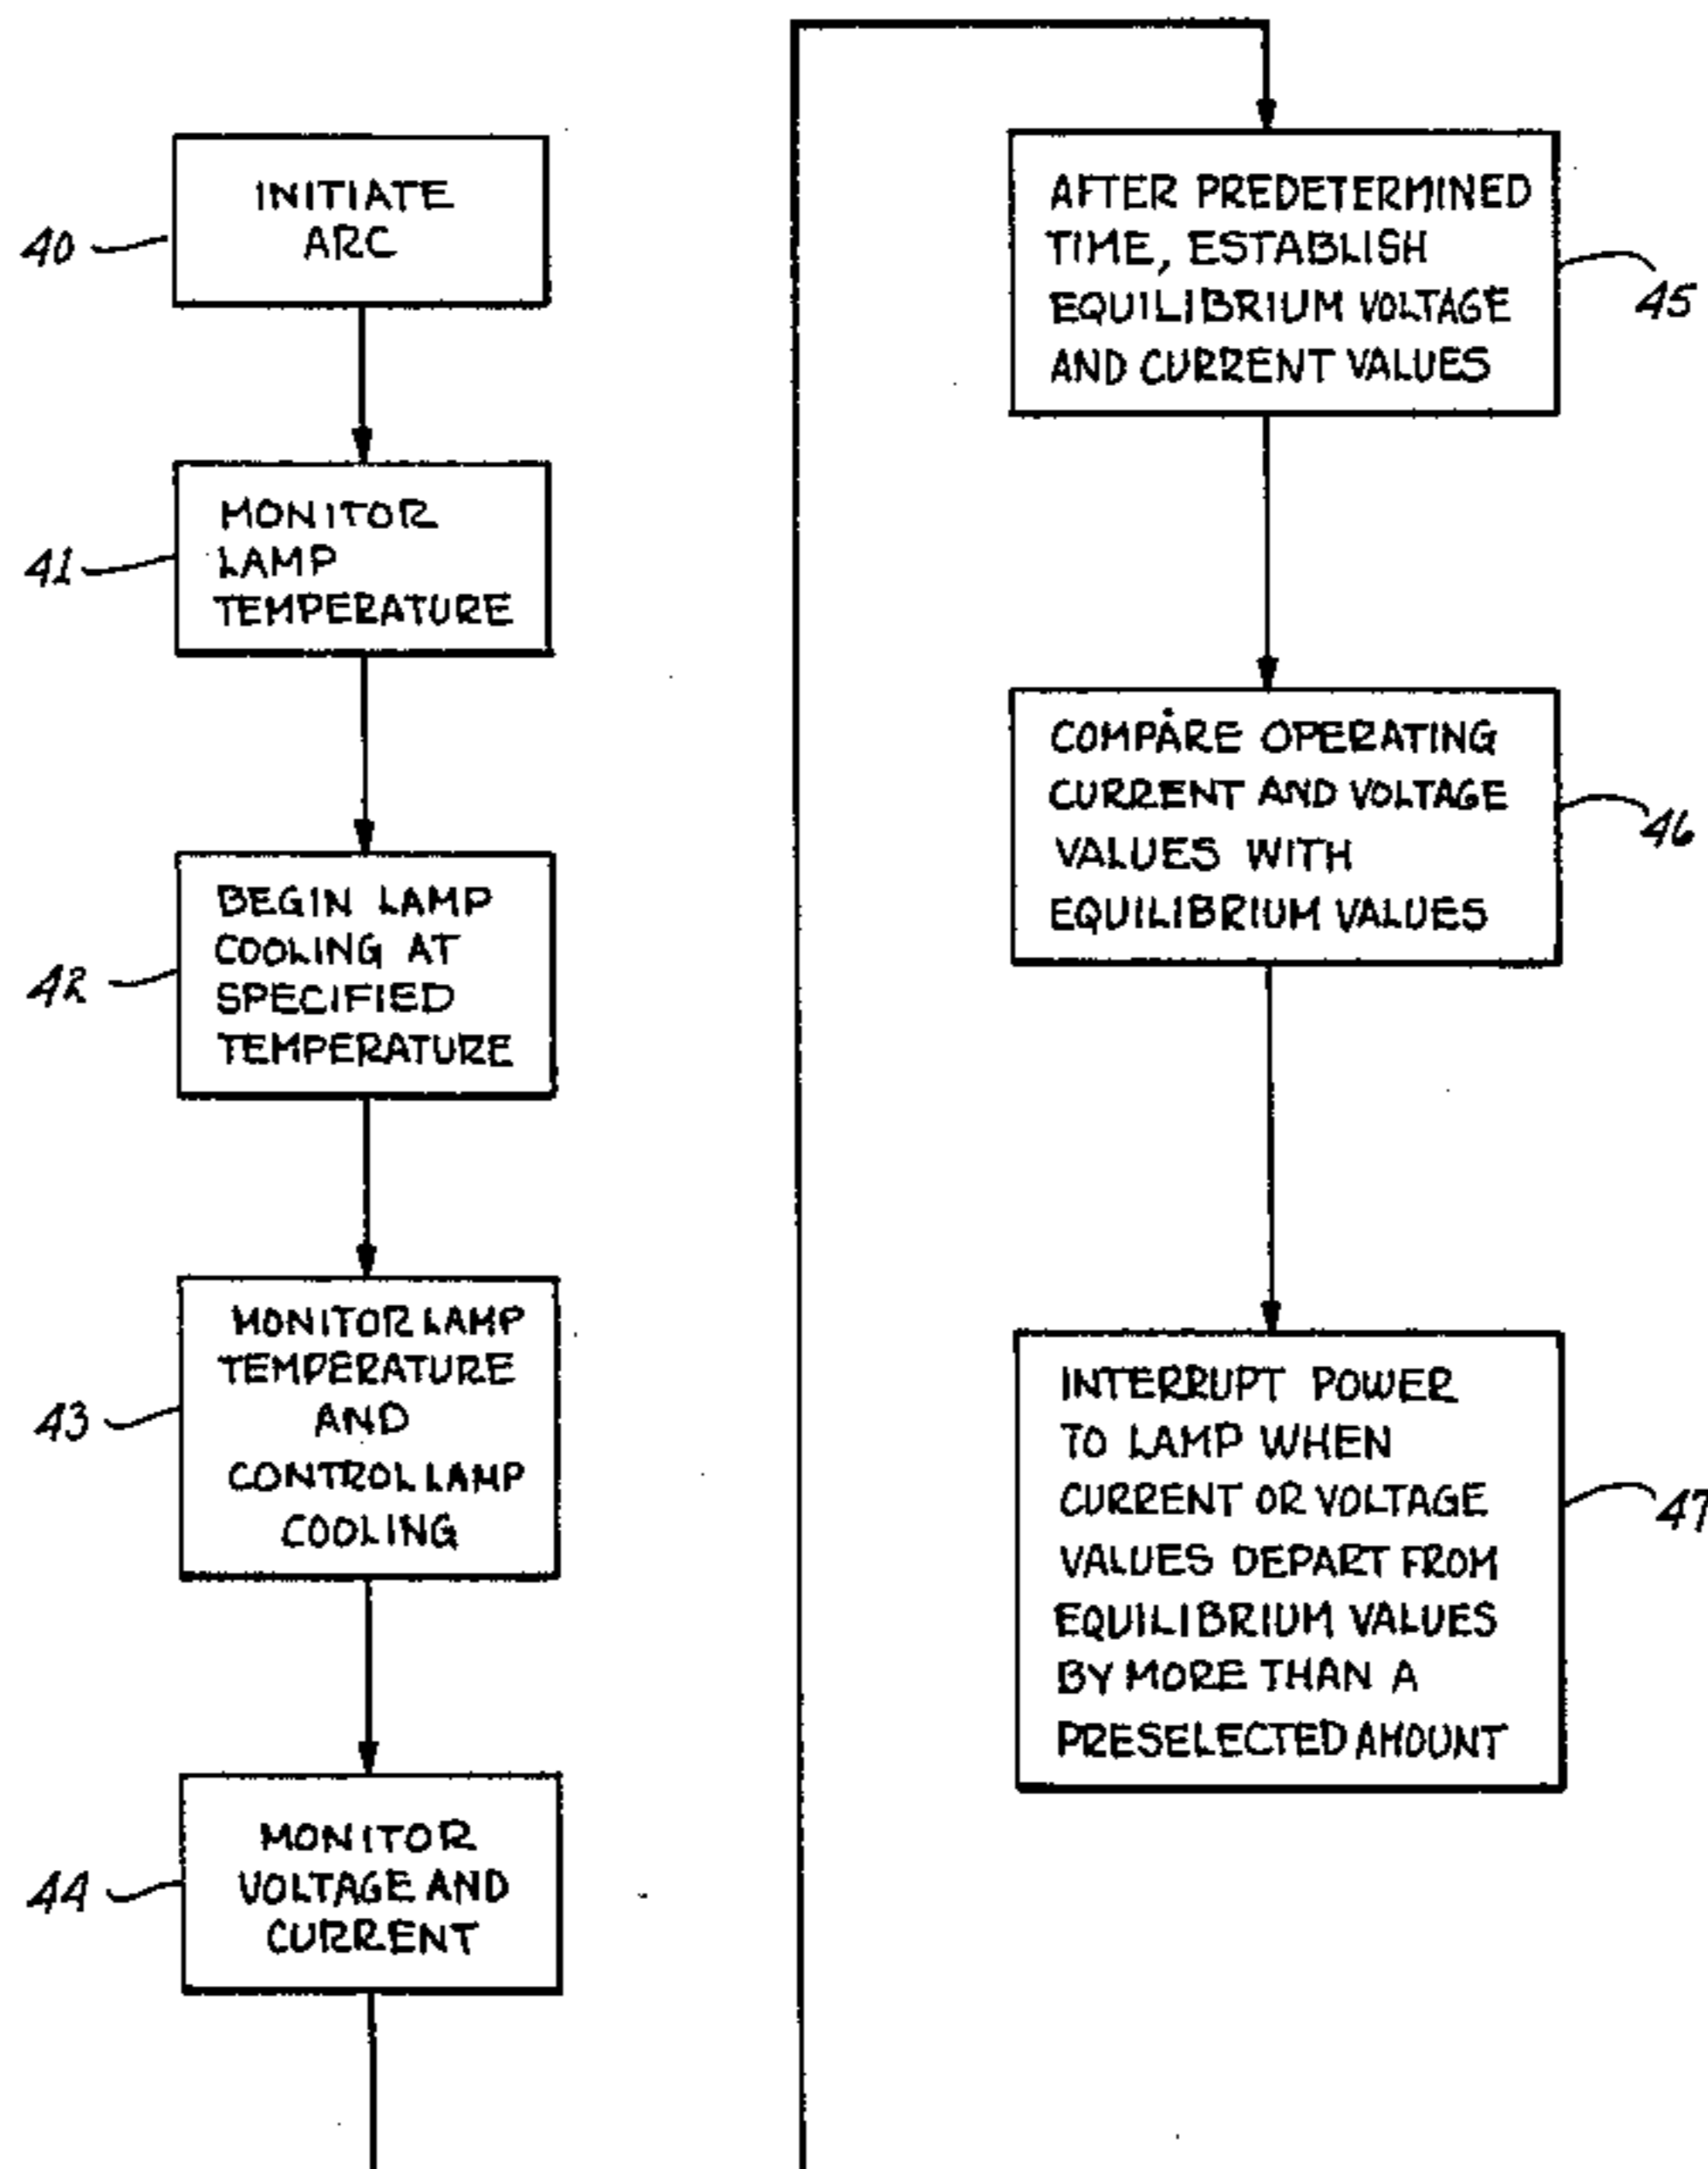 40
INITIATE
ARC
41
MONITOR
LAMP
TEMPERATURE
42
BEGIN LAMP
COOLING AT
SPECIFIED
TEMPERATURE
43
MONITOR LAMP
TEMPERATURE
AND
CONTROL LAMP
COOLING
44
MONITOR
VOLTAGE AND
CURRENT
AFTER PREDETERMINED
TIME, ESTABLISH
EQUILIBRIUM VOLTAGE
AND CURRENT VALUES
45
COMPARE OPERATING
CURRENT AND VOLTAGE
VALUES WITH
EQUILIBRIUM VALUES
46
INTERRUPT POWER
TO LAMP WHEN
CURRENT OR VOLTAGE
VALUES DEPART FROM
EQUILIBRIUM VALUES
BY MORE THAN A
PRESELECTED AMOUNT
47